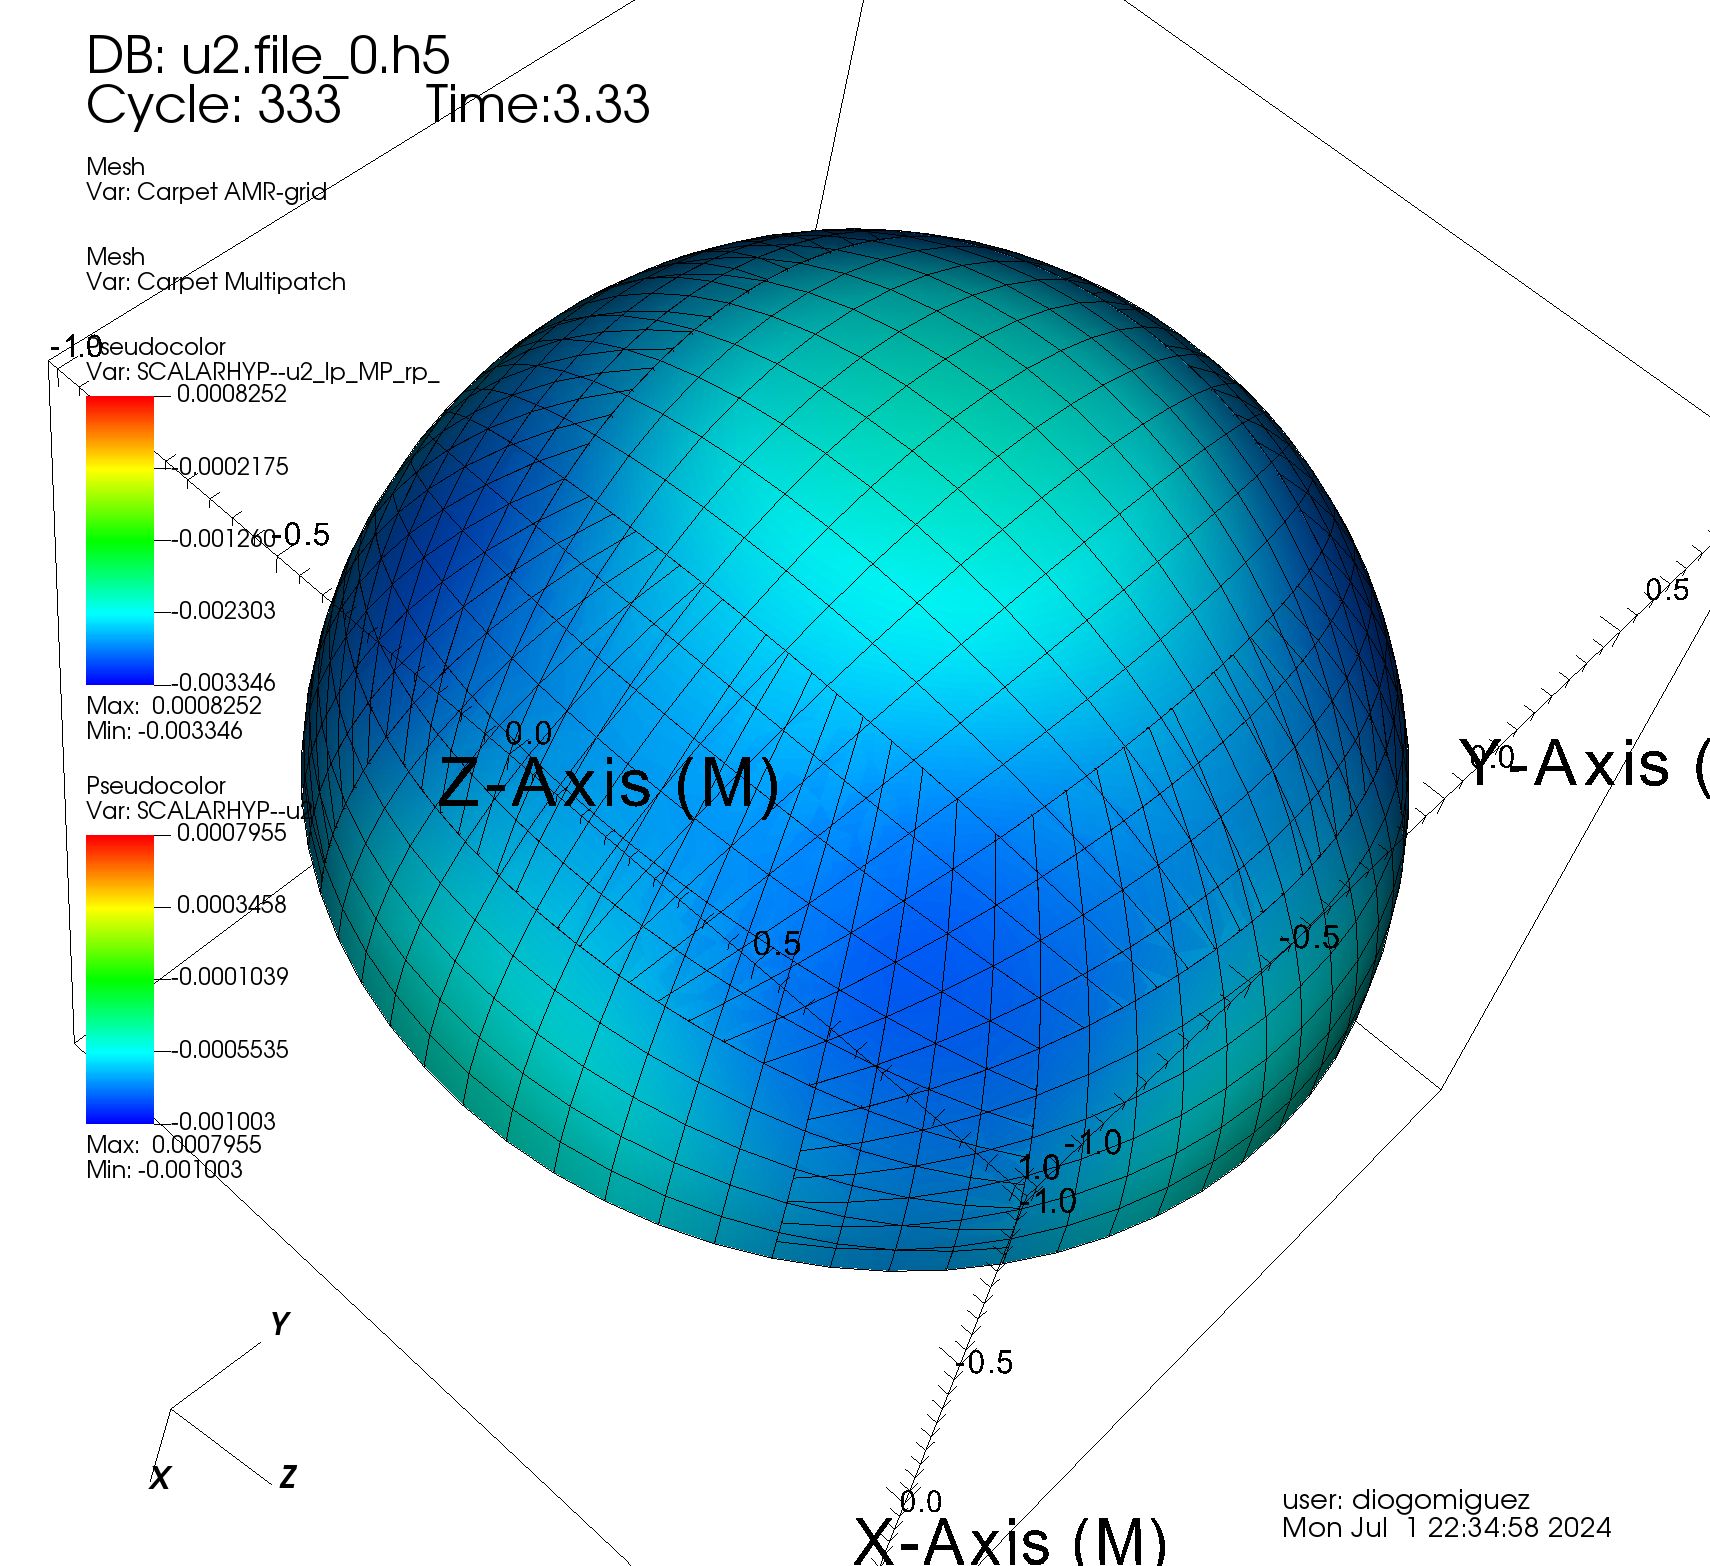 DB: u2.file_0.h5
Cycle: 333 Time:3.33
Mesh
Var: Carpet AMR-grid
Mesh
Var: Carpet Multipatch
-1.0
Pseudocolor
Var: SCALARHYP--u2_lp_MP_rp_
0.0008252
-0.0002175
-0.001260
-0.002303
-0.003346
Max: 0.0008252
Min: -0.003346
Pseudocolor
Var: SCALARHYP--u2
0.0007955
0.0003458
-0.0001039
-0.0005535
-0.001003
Max: 0.0007955
Min: -0.001003
-0.5
0.0
Z-Axis (M)
0.5
1.0
0.5
0.0
Y-Axis (
-0.5
-1.0
-1.0
-0.5
0.0
X-Axis (M)
Y
X
Z
user: diogomiguez
Mon Jul 1 22:34:58 2024